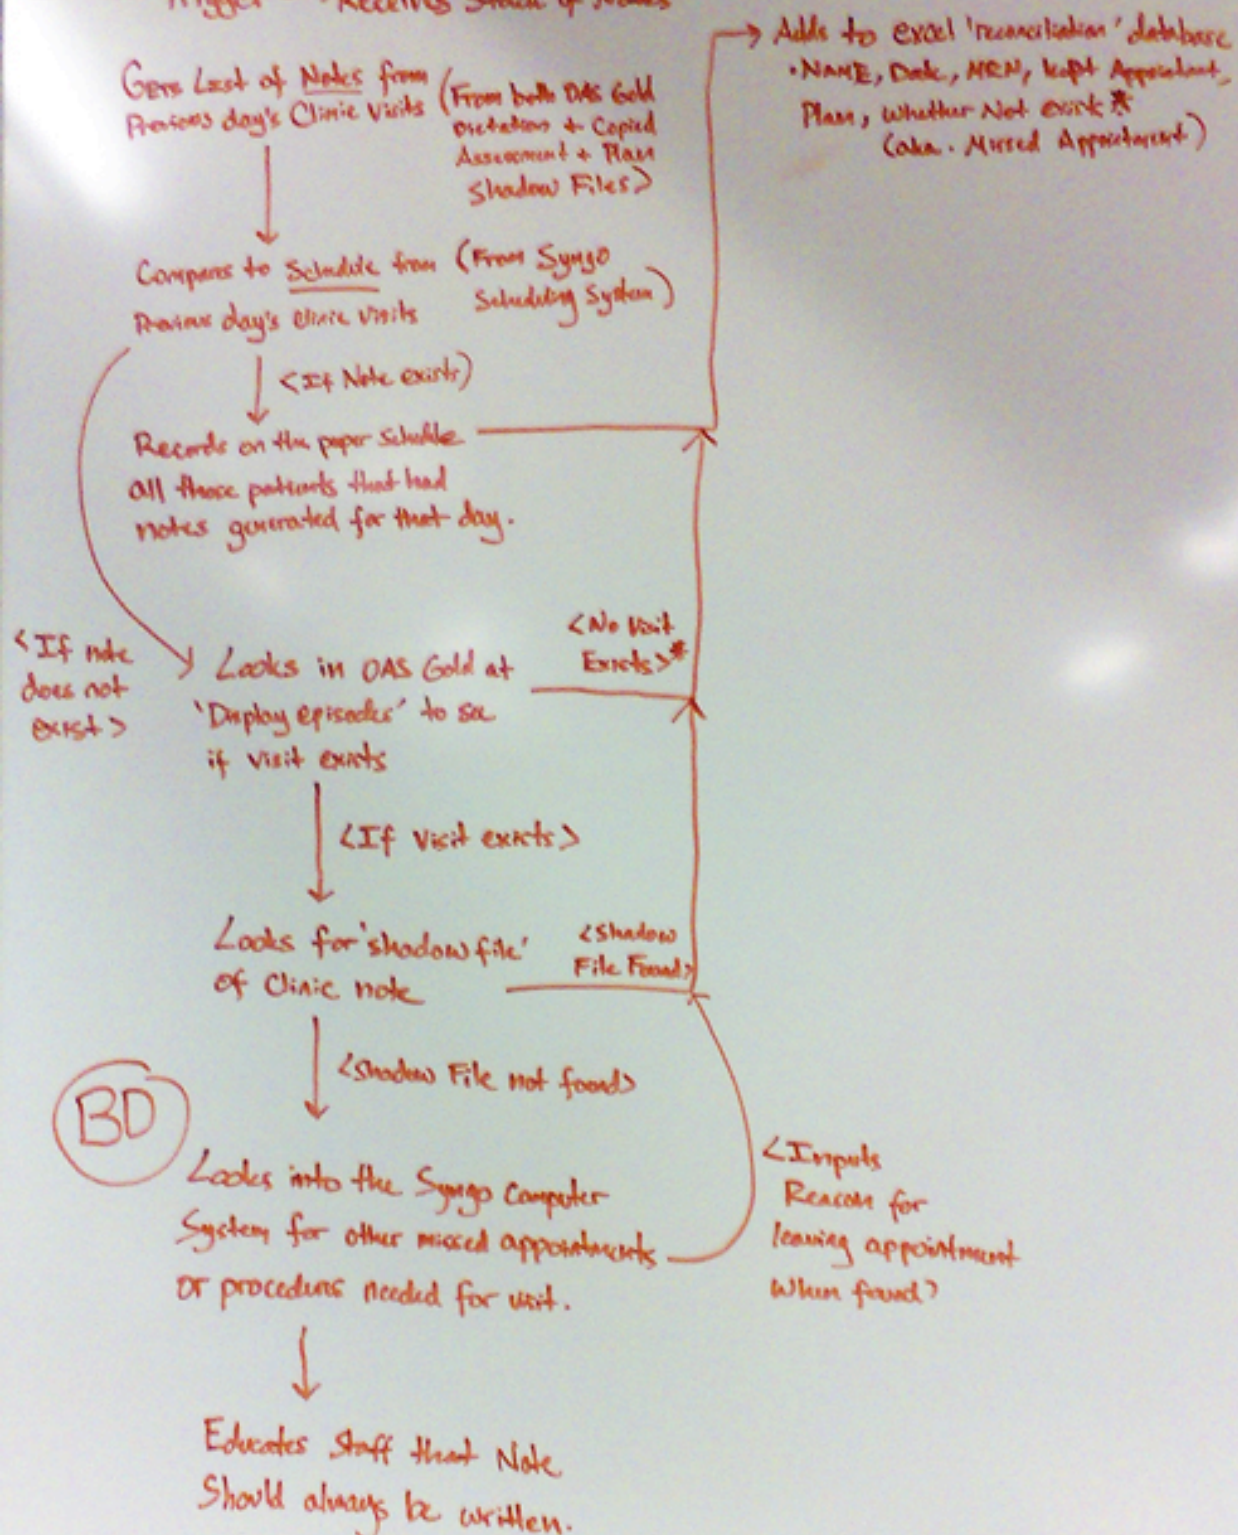 Trigger Receives Stack of Notes
Gets List of Notes from
Previous day's Clinic Visits
(From both OAS Gold
Dictation + Copied
Assessment + Plan
Shadow Files>
Compares to Schedule from
Previous day's Clinic Visits
(From Syngo
Scheduling System)
<If Note exists)
Records on the paper Schedule
all those patients that had
notes generated for that day.
→ Adds to excel 'reconciliation' database
• NAME, Date, MRN, kept Appointment,
Plan, whether Not exists *
(aka. Missed Appointment)
<If note
does not
exist>
Looks in OAS Gold at
'Display episodes' to see
if visit exists
<No Visit
Exists>*
<If Visit exists>
Looks for 'shadow file'
of Clinic note
<Shadow
File Found>
<Shadow File not found>
BD
Looks into the Syngo Computer
System for other missed appointments
or procedures needed for visit.
<Inputs
Reason for
leaving appointment
When found>
Educates Staff that Note
Should always be written.